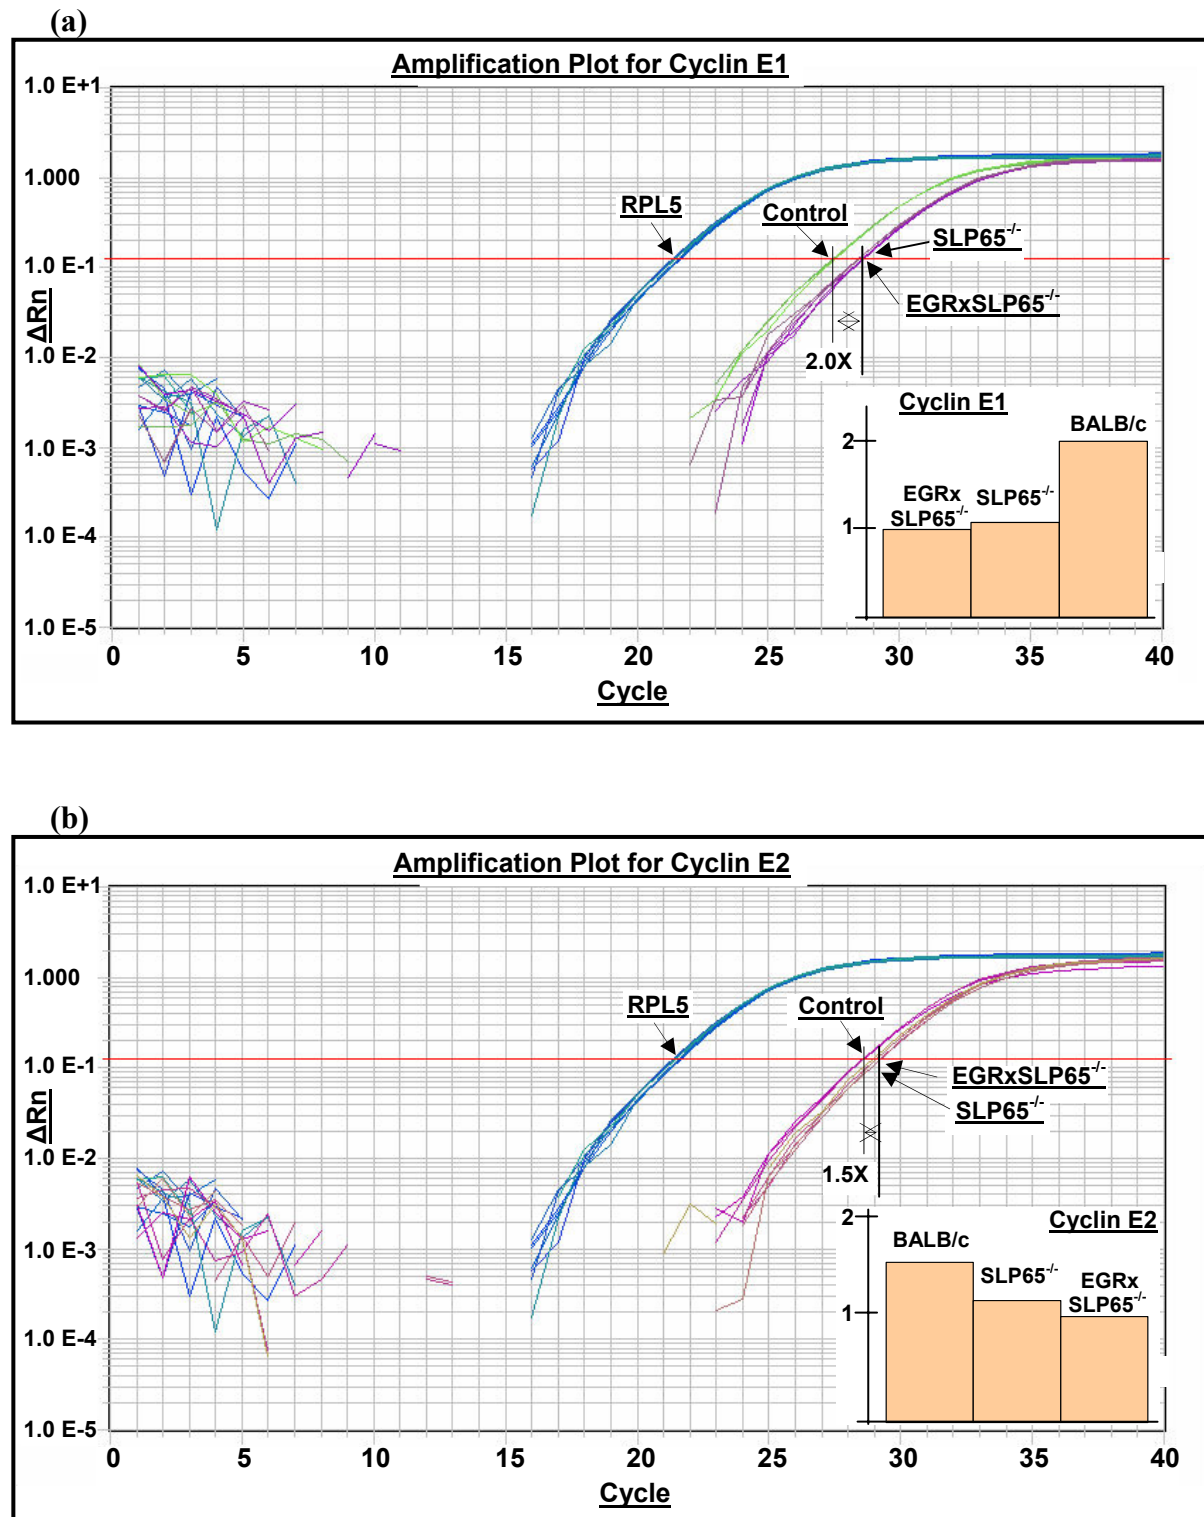 (a)
Amplification Plot for Cyclin E1
1.0 E+1
1.000
1.0 E-1
1.0 E-2
1.0 E-3
1.0 E-4
1.0 E-5
ΔRn
RPL5
Control
SLP65-/-
EGRxSLP65-/-
2.0X
Cyclin E1
2
1
EGRx
SLP65-/-
SLP65-/-
BALB/c
0 5 10 15 20 25 30 35 40
Cycle
(b)
Amplification Plot for Cyclin E2
1.0 E+1
1.000
1.0 E-1
1.0 E-2
1.0 E-3
1.0 E-4
1.0 E-5
ΔRn
RPL5
Control
EGRxSLP65-/-
SLP65-/-
1.5X
Cyclin E2
2
1
BALB/c
SLP65-/-
EGRx
SLP65-/-
0 5 10 15 20 25 30 35 40
Cycle